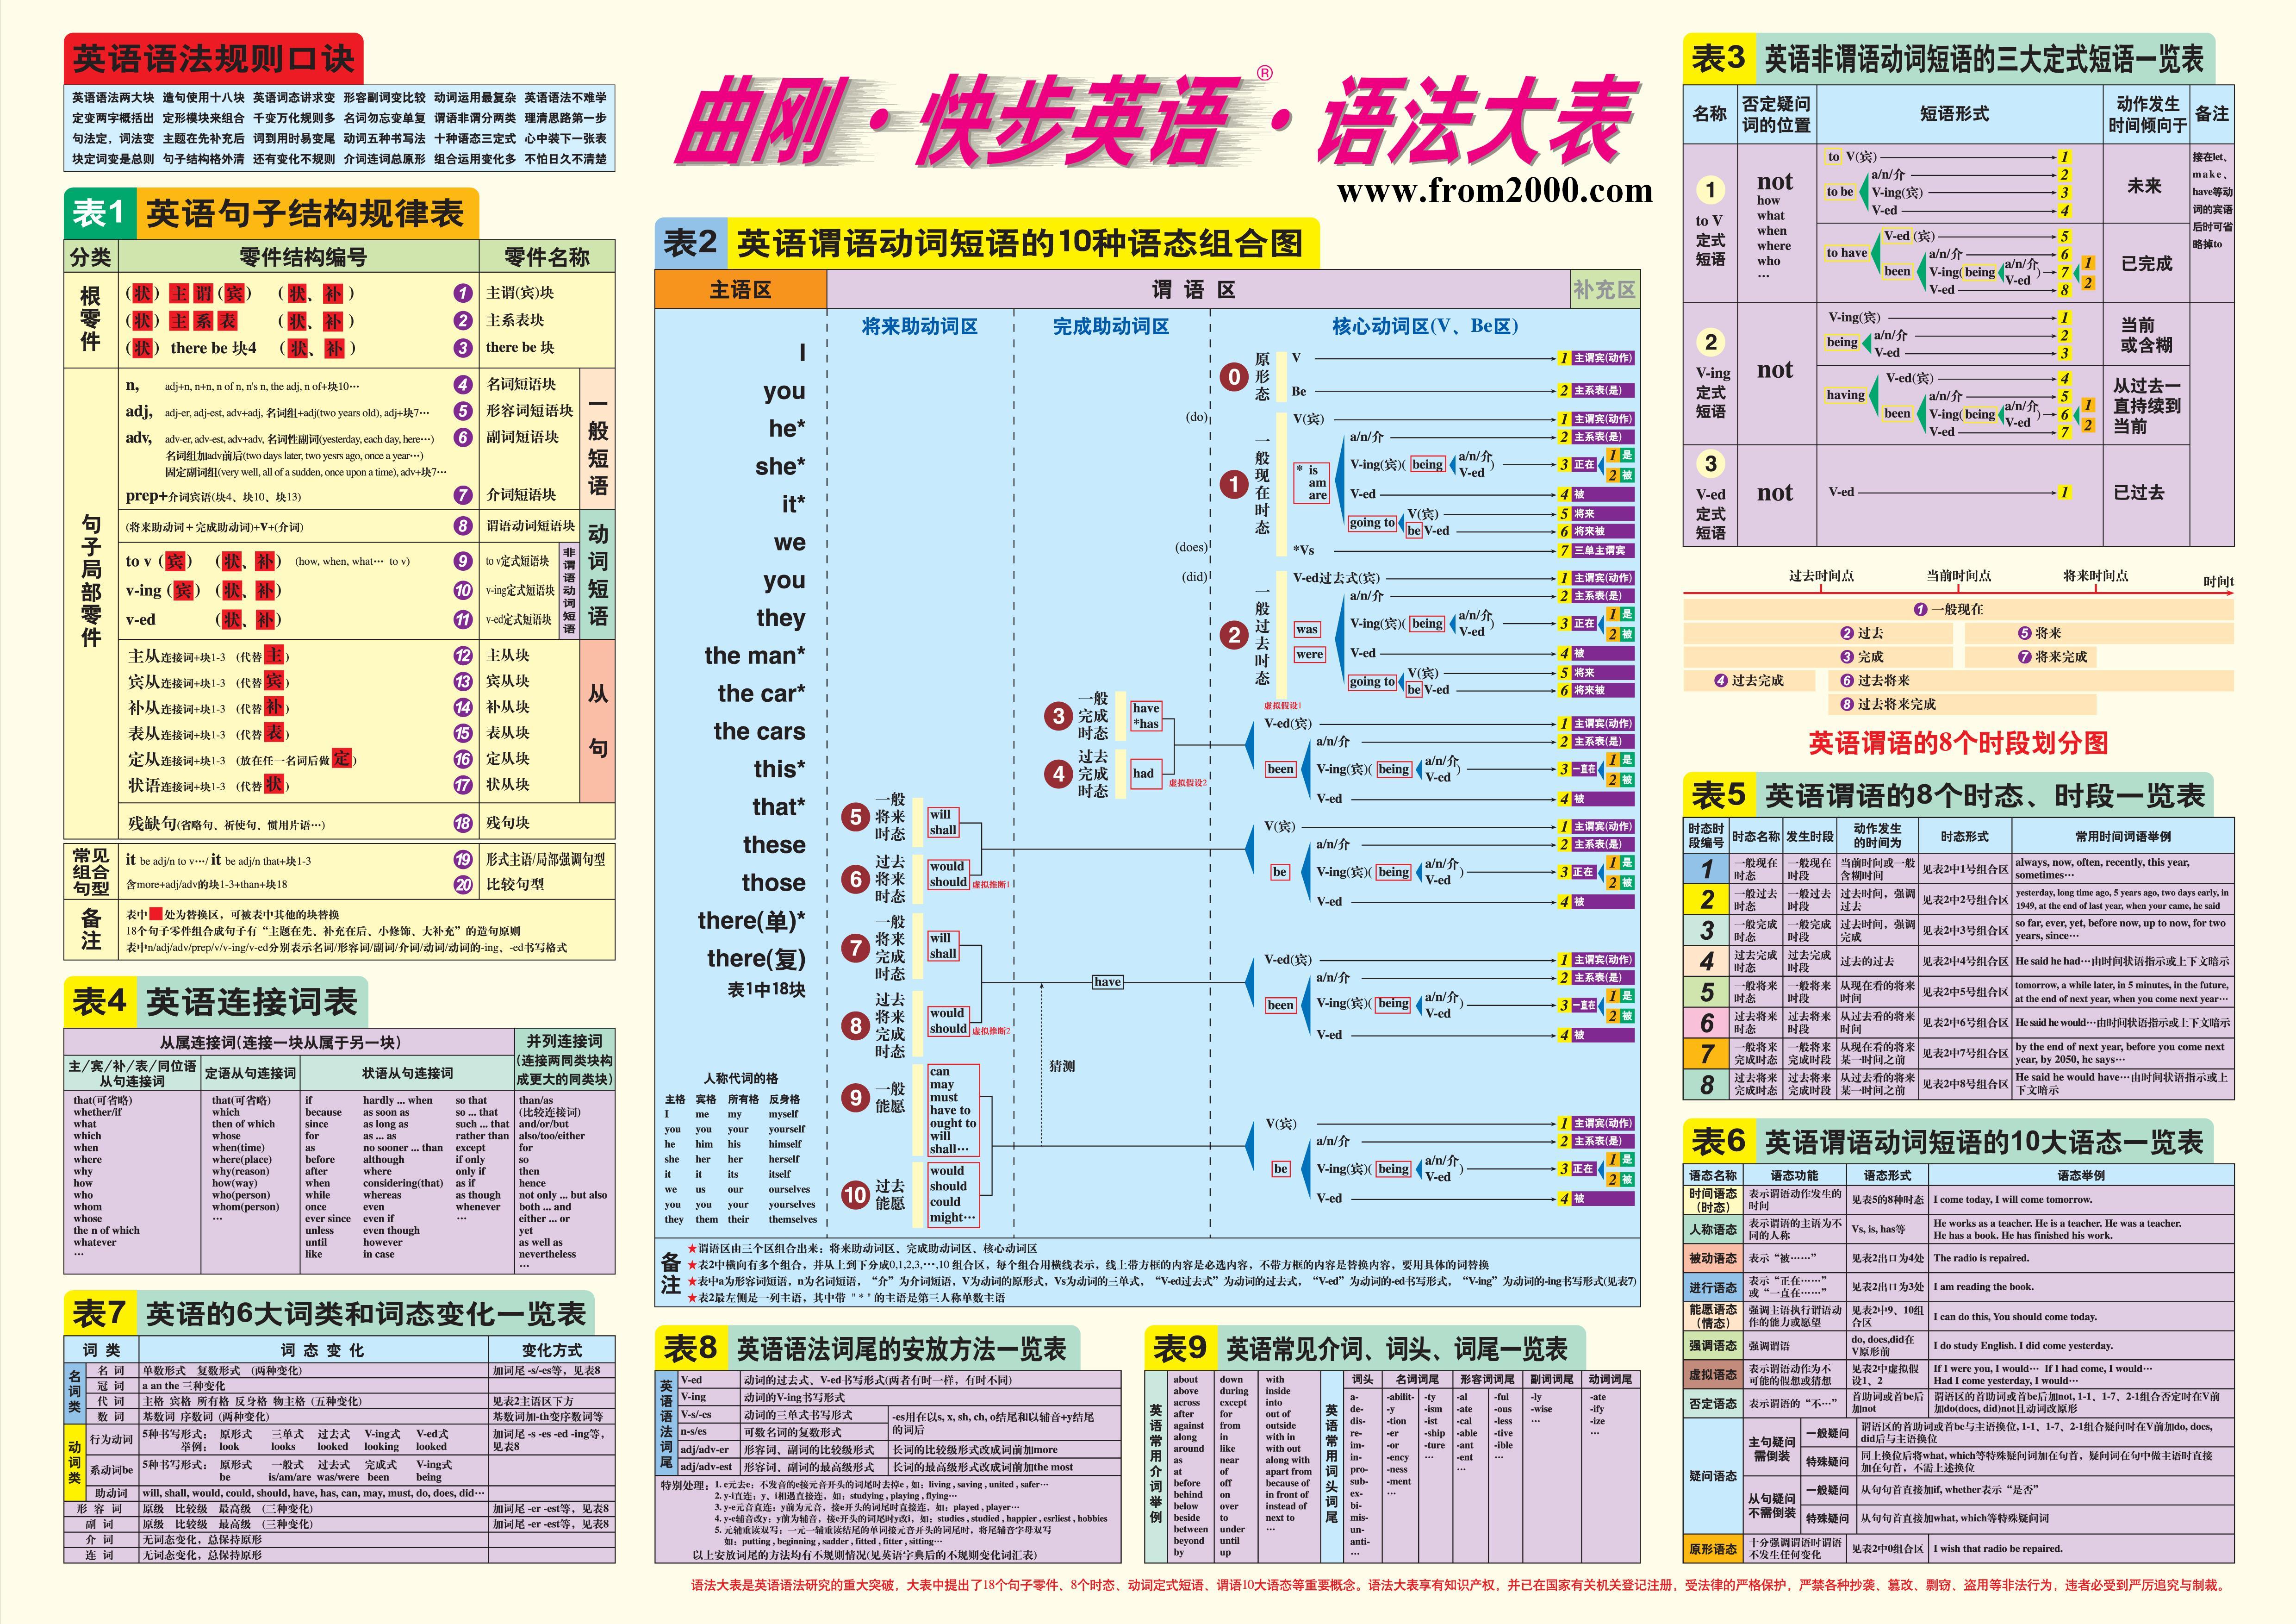 英语语法规则口诀
英语语法两大块 造句使用十八块 英语词态讲求变 形容副词变比较 动词运用最复杂 英语语法不难学
定变两字概括出 定形模块来组合 千变万化规则多 名词勿忘变单复 谓语非谓分两类 理清思路第一步
句法定，词法变 主题在先补充后 词到用时易变尾 动词五种书写法 十种语态三定式 心中装下一张表
块定词变是总则 句子结构格外清 还有变化不规则 介词连词总原形 组合运用变化多 不怕日久不清楚
曲刚·快步英语®·语法大表
www.from2000.com
表1 英语句子结构规律表
分类 零件结构编号 零件名称
根零件
(状) 主 谓 (宾) (状、补) 1 主谓(宾)块
(状) 主 系 表 (状、补) 2 主系表块
(状) there be 块4 (状、补) 3 there be 块
句子局部零件
一般短语
n, adj+n, n+n, n of n, n's n, the adj, n of+块10… 4 名词短语块
adj, adj-er, adj-est, adv+adj, 名词组+adj(two years old), adj+块7… 5 形容词短语块
adv, adv-er, adv-est, adv+adv, 名词性副词(yesterday, each day, here…) 6 副词短语块
名词组加adv前后(two days later, two yesrs ago, once a year…)
固定副词组(very well, all of a sudden, once upon a time), adv+块7…
prep+介词宾语(块4、块10、块13) 7 介词短语块
动词短语
(将来助动词＋完成助动词)+v+(介词) 8 谓语动词短语块
非谓语动词短语
to v (宾) (状、补) (how, when, what… to v) 9 to v定式短语块
v-ing (宾) (状、补) 10 v-ing定式短语块
v-ed (状、补) 11 v-ed定式短语块
从句
主从连接词+块1-3 (代替 主) 12 主从块
宾从连接词+块1-3 (代替 宾) 13 宾从块
补从连接词+块1-3 (代替 补) 14 补从块
表从连接词+块1-3 (代替 表) 15 表从块
定从连接词+块1-3 (放在任一名词后做 定) 16 定从块
状语连接词+块1-3 (代替 状) 17 状从块
残缺句(省略句、祈使句、惯用片语…) 18 残句块
常见组合句型
it be adj/n to v…/ it be adj/n that+块1-3 19 形式主语/局部强调句型
含more+adj/adv的块1-3+than+块18 20 比较句型
备注
表中 处为替换区，可被表中其他的块替换
18个句子零件组合成句子有“主题在先、补充在后、小修饰、大补充”的造句原则
表中n/adj/adv/prep/v/v-ing/v-ed分别表示名词/形容词/副词/介词/动词/动词的-ing、-ed书写格式
表4 英语连接词表
从属连接词(连接一块从属于另一块) 并列连接词(连接两同类块构成更大的同类块)
主/宾/补/表/同位语从句连接词 定语从句连接词 状语从句连接词
that(可省略) that(可省略) if hardly ... when so that than/as
whether/if which because as soon as so ... that (比较连接词)
what then of which since as long as such ... that and/or/but
which whose for as ... as rather than also/too/either
when when(time) as no sooner ... than except for
where where(place) before although if only so
why why(reason) after where only if then
how how(way) when considering(that) as if hence
who who(person) while whereas as though not only ... but also
whom whom(person) once even whenever both ... and
whose … ever since even if … either ... or
the n of which unless even though yet
whatever until however as well as
… like in case nevertheless
…
表7 英语的6大词类和词态变化一览表
词 类 词 态 变 化 变化方式
名词类
名 词 单数形式 复数形式 (两种变化) 加词尾 -s/-es等，见表8
冠 词 a an the 三种变化
代 词 主格 宾格 所有格 反身格 物主格 (五种变化) 见表2主语区下方
数 词 基数词 序数词 (两种变化) 基数词加-th变序数词等
动词类
行为动词 5种书写形式： 原形式 三单式 过去式 V-ing式 V-ed式 加词尾 -s -es -ed -ing等，
举例： look looks looked looking looked 见表8
系动词be 5种书写形式： 原形式 一般式 过去式 完成式 V-ing式
be is/am/are was/were been being
助动词 will, shall, would, could, should, have, has, can, may, must, do, does, did…
形 容 词 原级 比较级 最高级 (三种变化) 加词尾 -er -est等，见表8
副 词 原级 比较级 最高级 (三种变化) 加词尾 -er -est等，见表8
介 词 无词态变化，总保持原形
连 词 无词态变化，总保持原形
表2 英语谓语动词短语的10种语态组合图
主语区 谓 语 区 补充区
将来助动词区 完成助动词区 核心动词区(V、Be区)
I
you
he*
she*
it*
we
you
they
the man*
the car*
the cars
this*
that*
these
those
there(单)*
there(复)
表1中18块
人称代词的格
主格 宾格 所有格 反身格
I me my myself
you you your yourself
he him his himself
she her her herself
it it its itself
we us our ourselves
you you your yourselves
they them their themselves
0 原形态
V 1 主谓宾(动作)
Be 2 主系表(是)
1 一般现在时态
(do) V(宾) 1 主谓宾(动作)
* is am are
a/n/介 2 主系表(是)
V-ing(宾)( being a/n/介 V-ed ) 3 正在 1 是 2 被
V-ed 4 被
going to V(宾) 5 将来
be V-ed 6 将来被
(does) *Vs 7 三单主谓宾
2 一般过去时态
(did) V-ed过去式(宾) 1 主谓宾(动作)
was were
a/n/介 2 主系表(是)
V-ing(宾)( being a/n/介 V-ed ) 3 正在 1 是 2 被
V-ed 4 被
going to V(宾) 5 将来
be V-ed 6 将来被
虚拟假设1
3 一般完成时态 have *has
4 过去完成时态 had 虚拟假设2
V-ed(宾) 1 主谓宾(动作)
been a/n/介 2 主系表(是)
V-ing(宾)( being a/n/介 V-ed ) 3 一直在 1 是 2 被
V-ed 4 被
5 一般将来时态 will shall
6 过去将来时态 would should 虚拟推断1
V(宾) 1 主谓宾(动作)
be a/n/介 2 主系表(是)
V-ing(宾)( being a/n/介 V-ed ) 3 正在 1 是 2 被
V-ed 4 被
7 一般将来完成时态 will shall
8 过去将来完成时态 would should 虚拟推断2
have
猜测
V-ed(宾) 1 主谓宾(动作)
been a/n/介 2 主系表(是)
V-ing(宾)( being a/n/介 V-ed ) 3 一直在 1 是 2 被
V-ed 4 被
9 一般能愿
can
may
must
have to
ought to
will
shall…
10 过去能愿
would
should
could
might…
V(宾) 1 主谓宾(动作)
be a/n/介 2 主系表(是)
V-ing(宾)( being a/n/介 V-ed ) 3 正在 1 是 2 被
V-ed 4 被
备注
★谓语区由三个区组合出来：将来助动词区、完成助动词区、核心动词区
★表2中横向有多个组合，并从上到下分成0,1,2,3,…,10 组合区，每个组合用横线表示，线上带方框的内容是必选内容，不带方框的内容是替换内容，要用具体的词替换
★表中a为形容词短语，n为名词短语，“介”为介词短语，V为动词的原形式，Vs为动词的三单式，“V-ed过去式”为动词的过去式，“V-ed”为动词的-ed书写形式，“V-ing”为动词的-ing书写形式(见表7)
★表2最左侧是一列主语，其中带 " * " 的主语是第三人称单数主语
表8 英语语法词尾的安放方法一览表
英语语法词尾
V-ed 动词的过去式、V-ed书写形式(两者有时一样，有时不同)
V-ing 动词的V-ing书写形式
V-s/-es 动词的三单式书写形式 -es用在以s, x, sh, ch, o结尾和以辅音+y结尾的词后
n-s/es 可数名词的复数形式
adj/adv-er 形容词、副词的比较级形式 长词的比较级形式改成词前加more
adj/adv-est 形容词、副词的最高级形式 长词的最高级形式改成词前加the most
特别处理：1. e元去e：不发音的e接元音开头的词尾时去掉e，如：living , saving , united , safer…
2. y-i直连：y、i相遇直接连，如：studying , playing , flying…
3. y-e元音直连：y前为元音，接e开头的词尾时直接连，如：played , player…
4. y-e辅音改y：y前为辅音，接e开头的词尾时y改i，如：studies , studied , happier , esrliest , hobbies
5. 元辅重读双写：一元一辅重读结尾的单词接元音开头的词尾时，将尾辅音字母双写
如：putting , beginning , sadder , fitted , fitter , sitting…
以上安放词尾的方法均有不规则情况(见英语字典后的不规则变化词汇表)
表9 英语常见介词、词头、词尾一览表
英语常用介词举例
about down with
above during inside
across except into
after for out of
against from outside
along in with in
around like with out
as near along with
at of apart from
before off because of
behind on in front of
below over instead of
beside to next to
between under …
beyond until
by up
英语常用词头词尾
词头 名词词尾 形容词词尾 副词词尾 动词词尾
a- -abilit- -ty -al -ful -ly -ate
de- -y -ism -ate -ous -wise -ify
dis- -tion -ist -cal -less … -ize
re- -er -ship -able -tive …
im- -or -ture -ant -ible
in- -ency … -ent …
pro- -ness …
sub- -ment
ex- …
bi-
mis-
un-
anti-
…
表3 英语非谓语动词短语的三大定式短语一览表
名称 否定疑问词的位置 短语形式 动作发生时间倾向于 备注
1 to V 定式短语
not how what when where who …
to V(宾) 1
to be a/n/介 2
V-ing(宾) 3
V-ed 4
未来
to have V-ed (宾) 5
been a/n/介 6
V-ing( being a/n/介 V-ed ) 7 1 2
V-ed 8
已完成
接在let、make、have等动词的宾语后时可省略掉to
2 V-ing 定式短语
not
V-ing(宾) 1
being a/n/介 2
V-ed 3
当前或含糊
having V-ed(宾) 4
been a/n/介 5
V-ing( being a/n/介 V-ed ) 6 1 2
V-ed 7
从过去一直持续到当前
3 V-ed 定式短语
not
V-ed 1
已过去
过去时间点 当前时间点 将来时间点 时间t
1 一般现在
2 过去 5 将来
3 完成 7 将来完成
4 过去完成 6 过去将来
8 过去将来完成
英语谓语的8个时段划分图
表5 英语谓语的8个时态、时段一览表
时态时段编号 时态名称 发生时段 动作发生的时间为 时态形式 常用时间词语举例
1 一般现在时态 一般现在时段 当前时间或一般含糊时间 见表2中1号组合区 always, now, often, recently, this year, sometimes…
2 一般过去时态 一般过去时段 过去时间，强调过去 见表2中2号组合区 yesterday, long time ago, 5 years ago, two days early, in 1949, at the end of last year, when your came, he said
3 一般完成时态 一般完成时段 过去时间，强调完成 见表2中3号组合区 so far, ever, yet, before now, up to now, for two years, since…
4 过去完成时态 过去完成时段 过去的过去 见表2中4号组合区 He said he had…由时间状语指示或上下文暗示
5 一般将来时态 一般将来时段 从现在看的将来时间 见表2中5号组合区 tomorrow, a while later, in 5 minutes, in the future, at the end of next year, when you come next year…
6 过去将来时态 一般将来时段 从过去看的将来时间 见表2中6号组合区 He said he would…由时间状语指示或上下文暗示
7 一般将来完成时态 一般将来完成时段 从现在看的将来某一时间之前 见表2中7号组合区 by the end of next year, before you come next year, by 2050, he says…
8 过去将来完成时态 过去将来完成时段 从过去看的将来某一时间之前 见表2中8号组合区 He said he would have…由时间状语指示或上下文暗示
表6 英语谓语动词短语的10大语态一览表
语态名称 语态功能 语态形式 语态举例
时间语态(时态) 表示谓语动作发生的时间 见表5的8种时态 I come today, I will come tomorrow.
人称语态 表示谓语的主语为不同的人称 Vs, is, has等 He works as a teacher. He is a teacher. He was a teacher. He has a book. He has finished his work.
被动语态 表示“被……” 见表2出口为4处 The radio is repaired.
进行语态 表示“正在……”或“一直在……” 见表2出口为3处 I am reading the book.
能愿语态(情态) 强调主语执行谓语动作的能力或愿望 见表2中9、10组合区 I can do this, You should come today.
强调语态 强调谓语 do, does,did在V原形前 I do study English. I did come yesterday.
虚拟语态 表示谓语动作为不可能的假想或猜想 见表2中虚拟假设1、2 If I were you, I would… If I had come, I would… Had I come yesterday, I would…
否定语态 表示谓语的“不…” 首助词或首be后加not 谓语区的首助词或首be后加not, 1-1、1-7、2-1组合否定时在V前加do(does, did)not且动词改原形
疑问语态
主句疑问需倒装 一般疑问 谓语区的首助词或首be与主语换位, 1-1、1-7、2-1组合疑问时在V前加do, does, did后与主语换位
特殊疑问 同上换位后将what, which等特殊疑问词加在句首，疑问词在句中做主语时直接加在句首，不需上述换位
从句疑问不需倒装 一般疑问 从句句首直接加if, whether表示“是否”
特殊疑问 从句句首直接加what, which等特殊疑问词
原形语态 十分强调谓语时谓语不发生任何变化 见表2中0组合区 I wish that radio be repaired.
语法大表是英语语法研究的重大突破，大表中提出了18个句子零件、8个时态、动词定式短语、谓语10大语态等重要概念。语法大表享有知识产权，并已在国家有关机关登记注册，受法律的严格保护，严禁各种抄袭、篡改、剽窃、盗用等非法行为，违者必受到严厉追究与制裁。